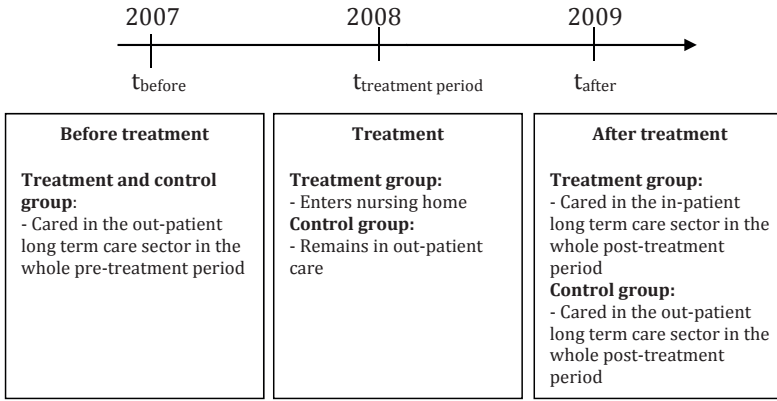 2007 2008 2009
tbefore ttreatment period tafter
Before treatment
Treatment and control
group:
- Cared in the out-patient
long term care sector in the
whole pre-treatment period
Treatment
Treatment group:
- Enters nursing home
Control group:
- Remains in out-patient
care
After treatment
Treatment group:
- Cared in the in-patient
long term care sector in the
whole post-treatment
period
Control group:
- Cared in the out-patient
long term care sector in the
whole post-treatment
period